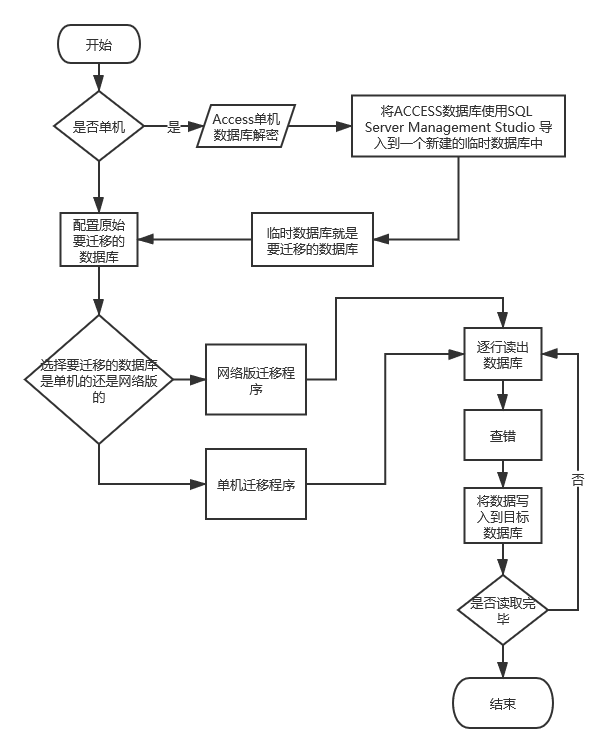 开始
是否单机
是
Access单机
数据库解密
将ACCESS数据库使用SQL
Server Management Studio 导
入到一个新建的临时数据库中
配置原始
要迁移的
数据库
临时数据库就是
要迁移的数据库
选择要迁移的数据库
是单机的还是网络版
的
网络版迁移程
序
单机迁移程序
逐行读出
数据库
查错
否
将数据写
入到目标
数据库
是否读取完
毕
结束